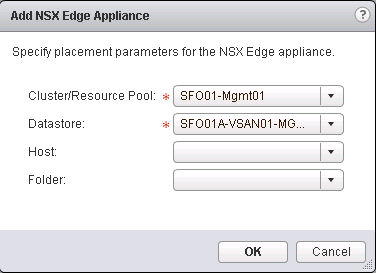 Add NSX Edge Appliance
?
Specify placement parameters for the NSX Edge appliance.
Cluster/Resource Pool: * SFO01-Mgmt01
Datastore: * SFO01A-VSAN01-MG...
Host:
Folder:
OK Cancel